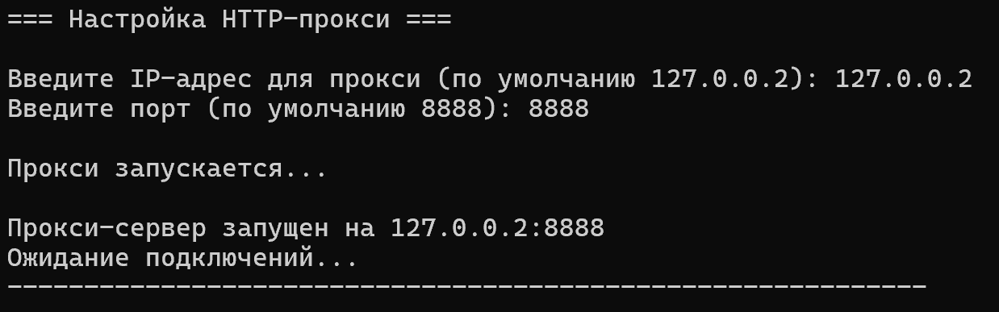 === Настройка HTTP-прокси ===
Введите IP-адрес для прокси (по умолчанию 127.0.0.2): 127.0.0.2
Введите порт (по умолчанию 8888): 8888
Прокси запускается...
Прокси-сервер запущен на 127.0.0.2:8888
Ожидание подключений...
------------------------------------------------------------